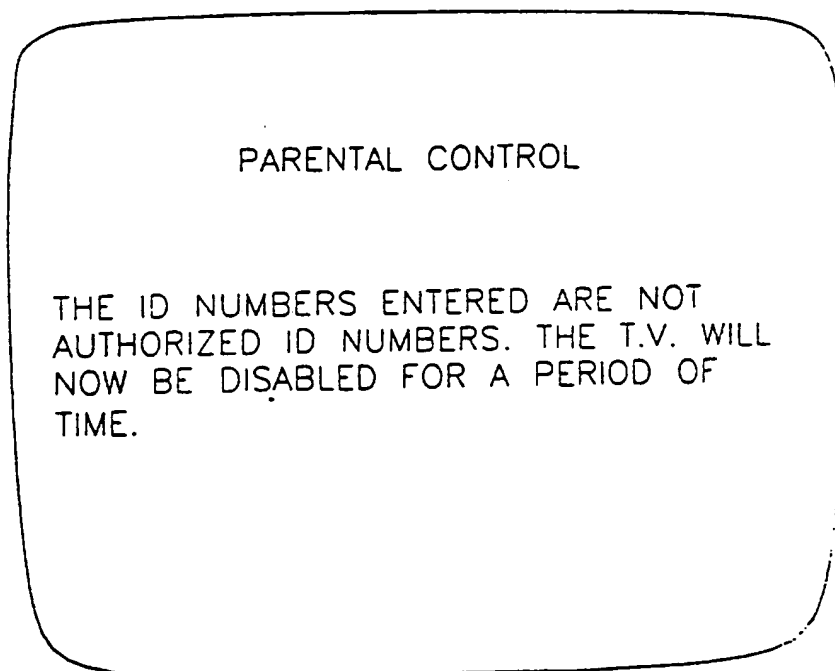 PARENTAL CONTROL
THE ID NUMBERS ENTERED ARE NOT
AUTHORIZED ID NUMBERS. THE T.V. WILL
NOW BE DISABLED FOR A PERIOD OF
TIME.